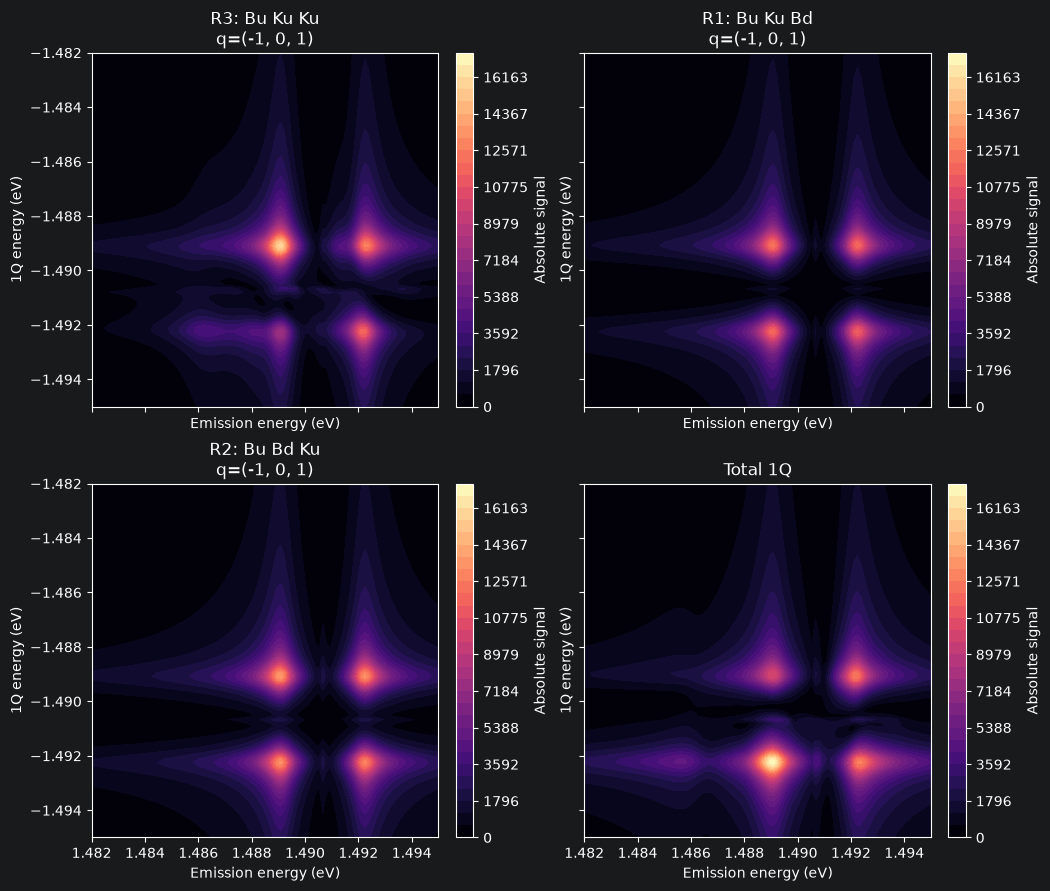 R3: Bu Ku Ku
q=(-1, 0, 1)
R1: Bu Ku Bd
q=(-1, 0, 1)
−1.482
−1.484
−1.486
−1.488
−1.490
−1.492
−1.494
1Q energy (eV)
Emission energy (eV)
16163
14367
12571
10775
8979
7184
5388
3592
1796
0
Absolute signal
1Q energy (eV)
Emission energy (eV)
16163
14367
12571
10775
8979
7184
5388
3592
1796
0
Absolute signal
R2: Bu Bd Ku
q=(-1, 0, 1)
Total 1Q
−1.482
−1.484
−1.486
−1.488
−1.490
−1.492
−1.494
1Q energy (eV)
1.482 1.484 1.486 1.488 1.490 1.492 1.494
Emission energy (eV)
16163
14367
12571
10775
8979
7184
5388
3592
1796
0
Absolute signal
1Q energy (eV)
1.482 1.484 1.486 1.488 1.490 1.492 1.494
Emission energy (eV)
16163
14367
12571
10775
8979
7184
5388
3592
1796
0
Absolute signal